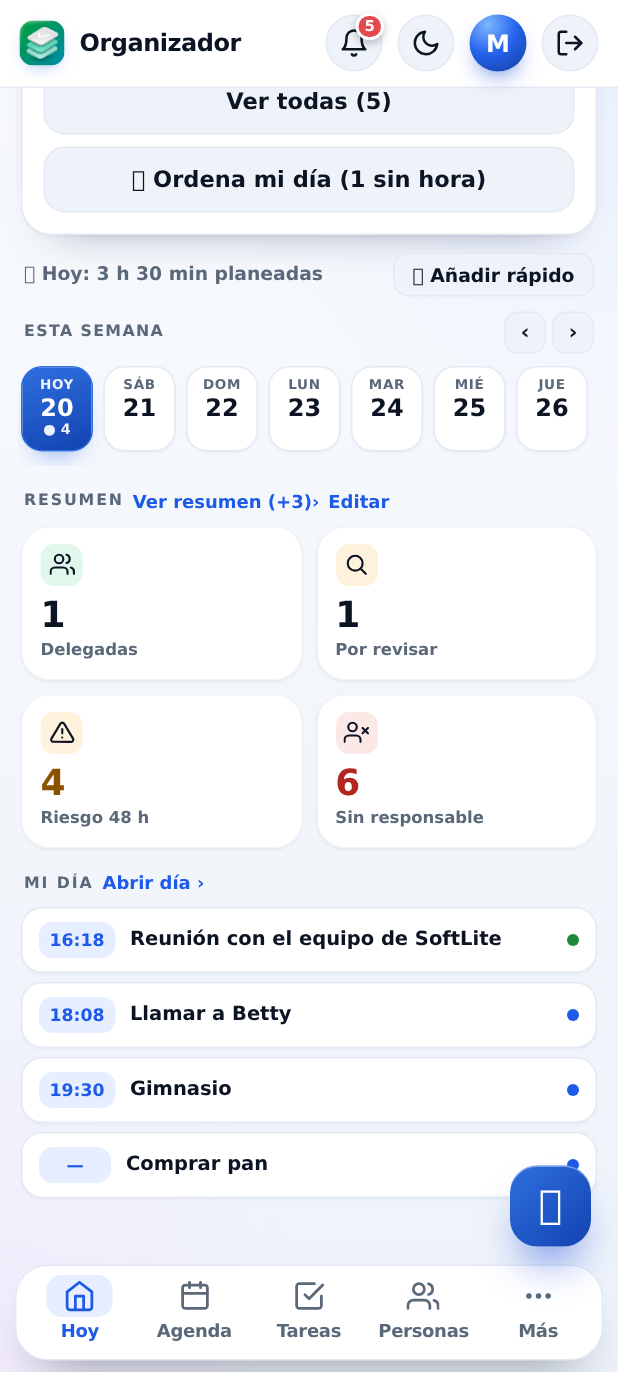 Organizador
5
M
Ver todas (5)
Ordena mi día (1 sin hora)
Hoy: 3 h 30 min planeadas
Añadir rápido
ESTA SEMANA
‹ ›
HOY SÁB DOM LUN MAR MIÉ JUE
20 21 22 23 24 25 26
4
RESUMEN Ver resumen (+3)› Editar
1
Delegadas
1
Por revisar
4
Riesgo 48 h
6
Sin responsable
MI DÍA Abrir día ›
16:18 Reunión con el equipo de SoftLite
18:08 Llamar a Betty
19:30 Gimnasio
— Comprar pan
Hoy Agenda Tareas Personas Más